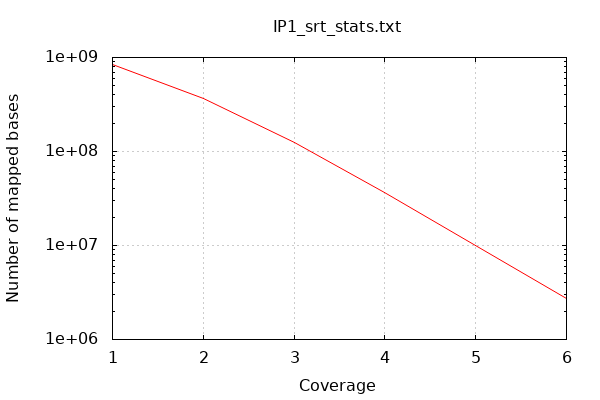 IP1_srt_stats.txt
1e+09
1e+08
1e+07
1e+06
Number of mapped bases
1 2 3 4 5 6
Coverage